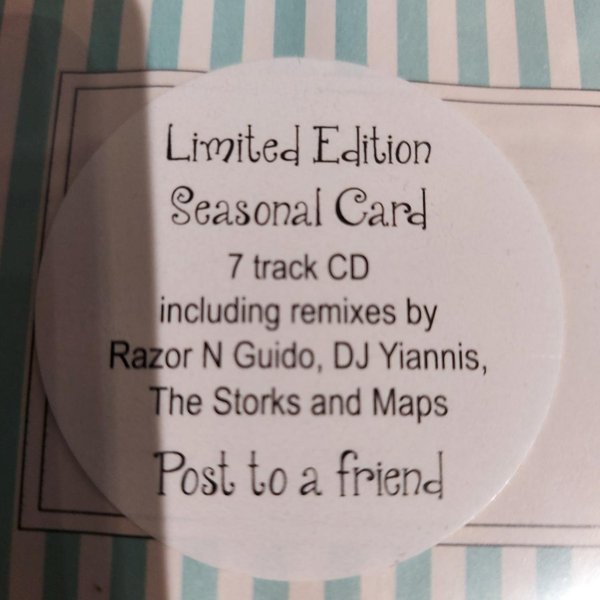 Limited Edition
Seasonal Card
7 track CD
including remixes by
Razor N Guido, DJ Yiannis,
The Storks and Maps
Post to a friend